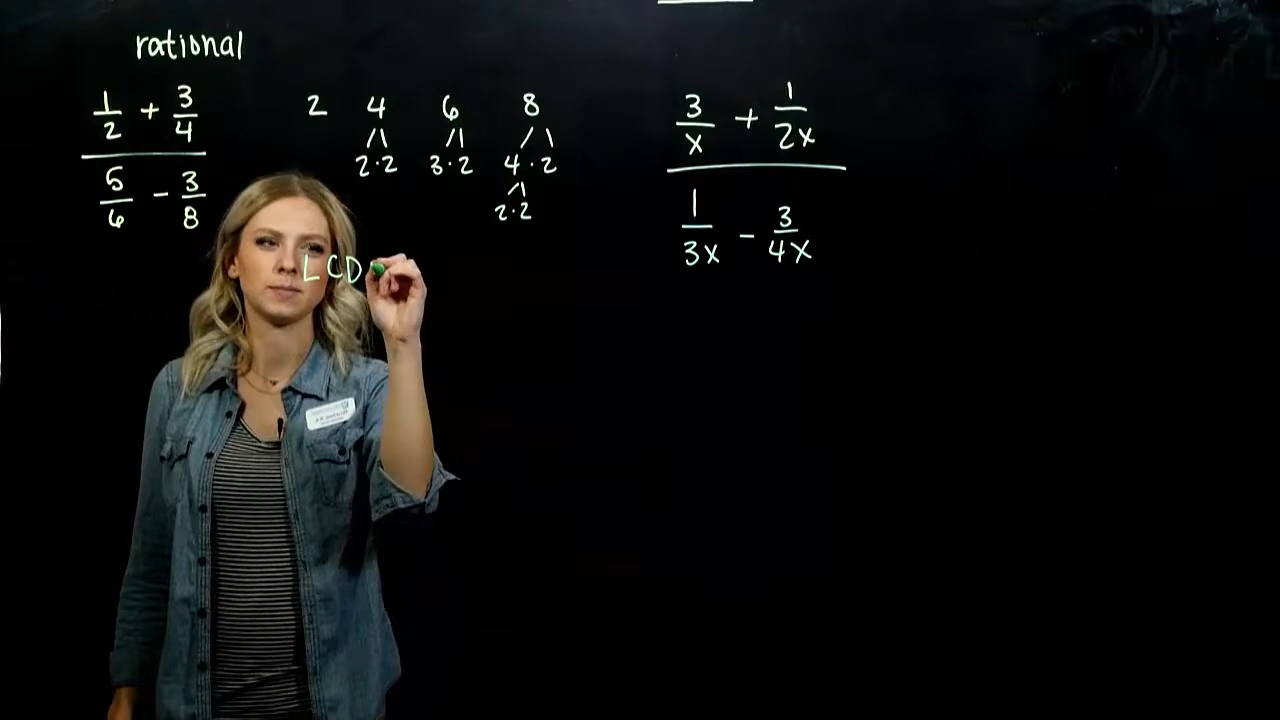 rational
1/2 + 3/4
5/6 - 3/8
2 4 6 8
2·2 3·2 4·2
2·2
LCD
3/x + 1/2x
1/3x - 3/4x